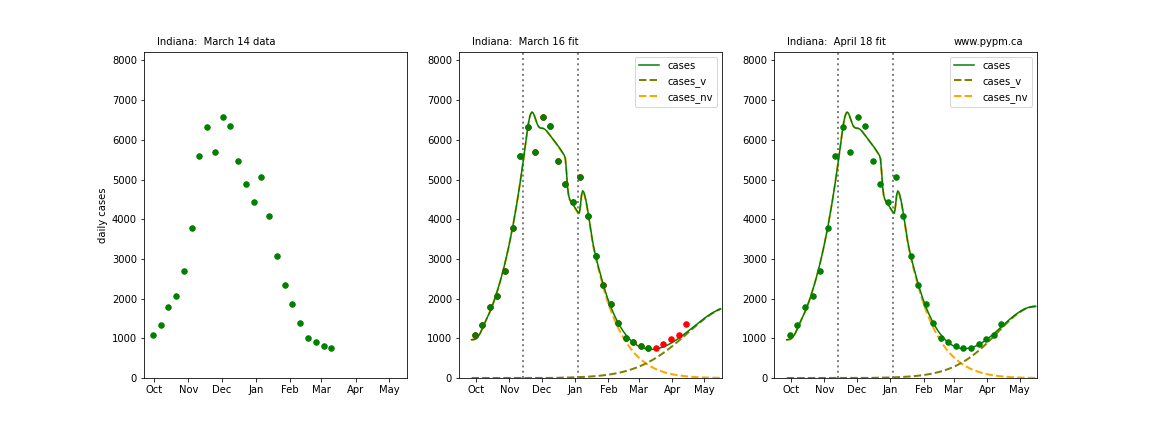 Indiana:  March 14 data
daily cases
8000
7000
6000
5000
4000
3000
2000
1000
0
Oct Nov Dec Jan Feb Mar Apr May
Indiana:  March 16 fit
cases
cases_v
cases_nv
8000
7000
6000
5000
4000
3000
2000
1000
0
Oct Nov Dec Jan Feb Mar Apr May
Indiana:  April 18 fit
www.pypm.ca
cases
cases_v
cases_nv
8000
7000
6000
5000
4000
3000
2000
1000
0
Oct Nov Dec Jan Feb Mar Apr May